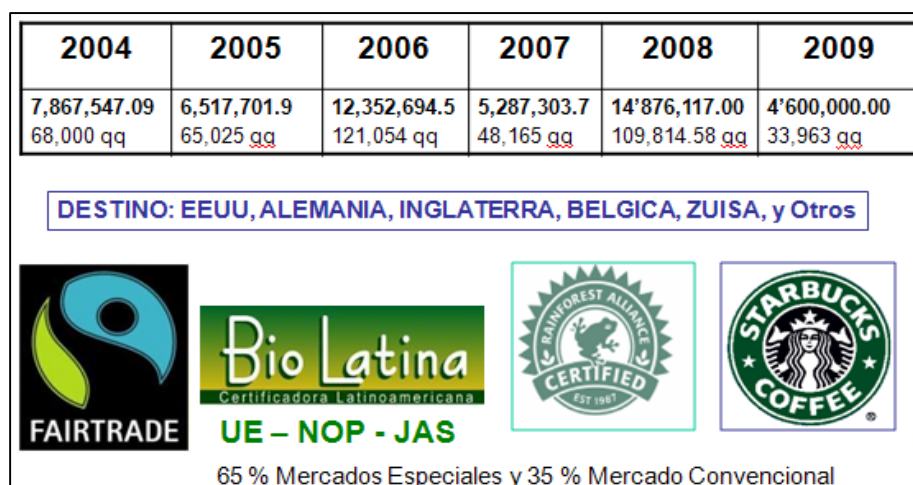 2004 2005 2006 2007 2008 2009
7,867,547.09 6,517,701.9 12,352,694.5 5,287,303.7 14’876,117.00 4’600,000.00
68,000 qq 65,025 qq 121,054 qq 48,165 qq 109,814.58 qq 33,963 qq
DESTINO: EEUU, ALEMANIA, INGLATERRA, BELGICA, ZUISA, y Otros
FAIRTRADE
Bio Latina
Certificadora Latinoamericana
UE – NOP - JAS
RAINFOREST ALLIANCE
CERTIFIED
EST 1987
STARBUCKS
COFFEE
®
65 % Mercados Especiales y 35 % Mercado Convencional